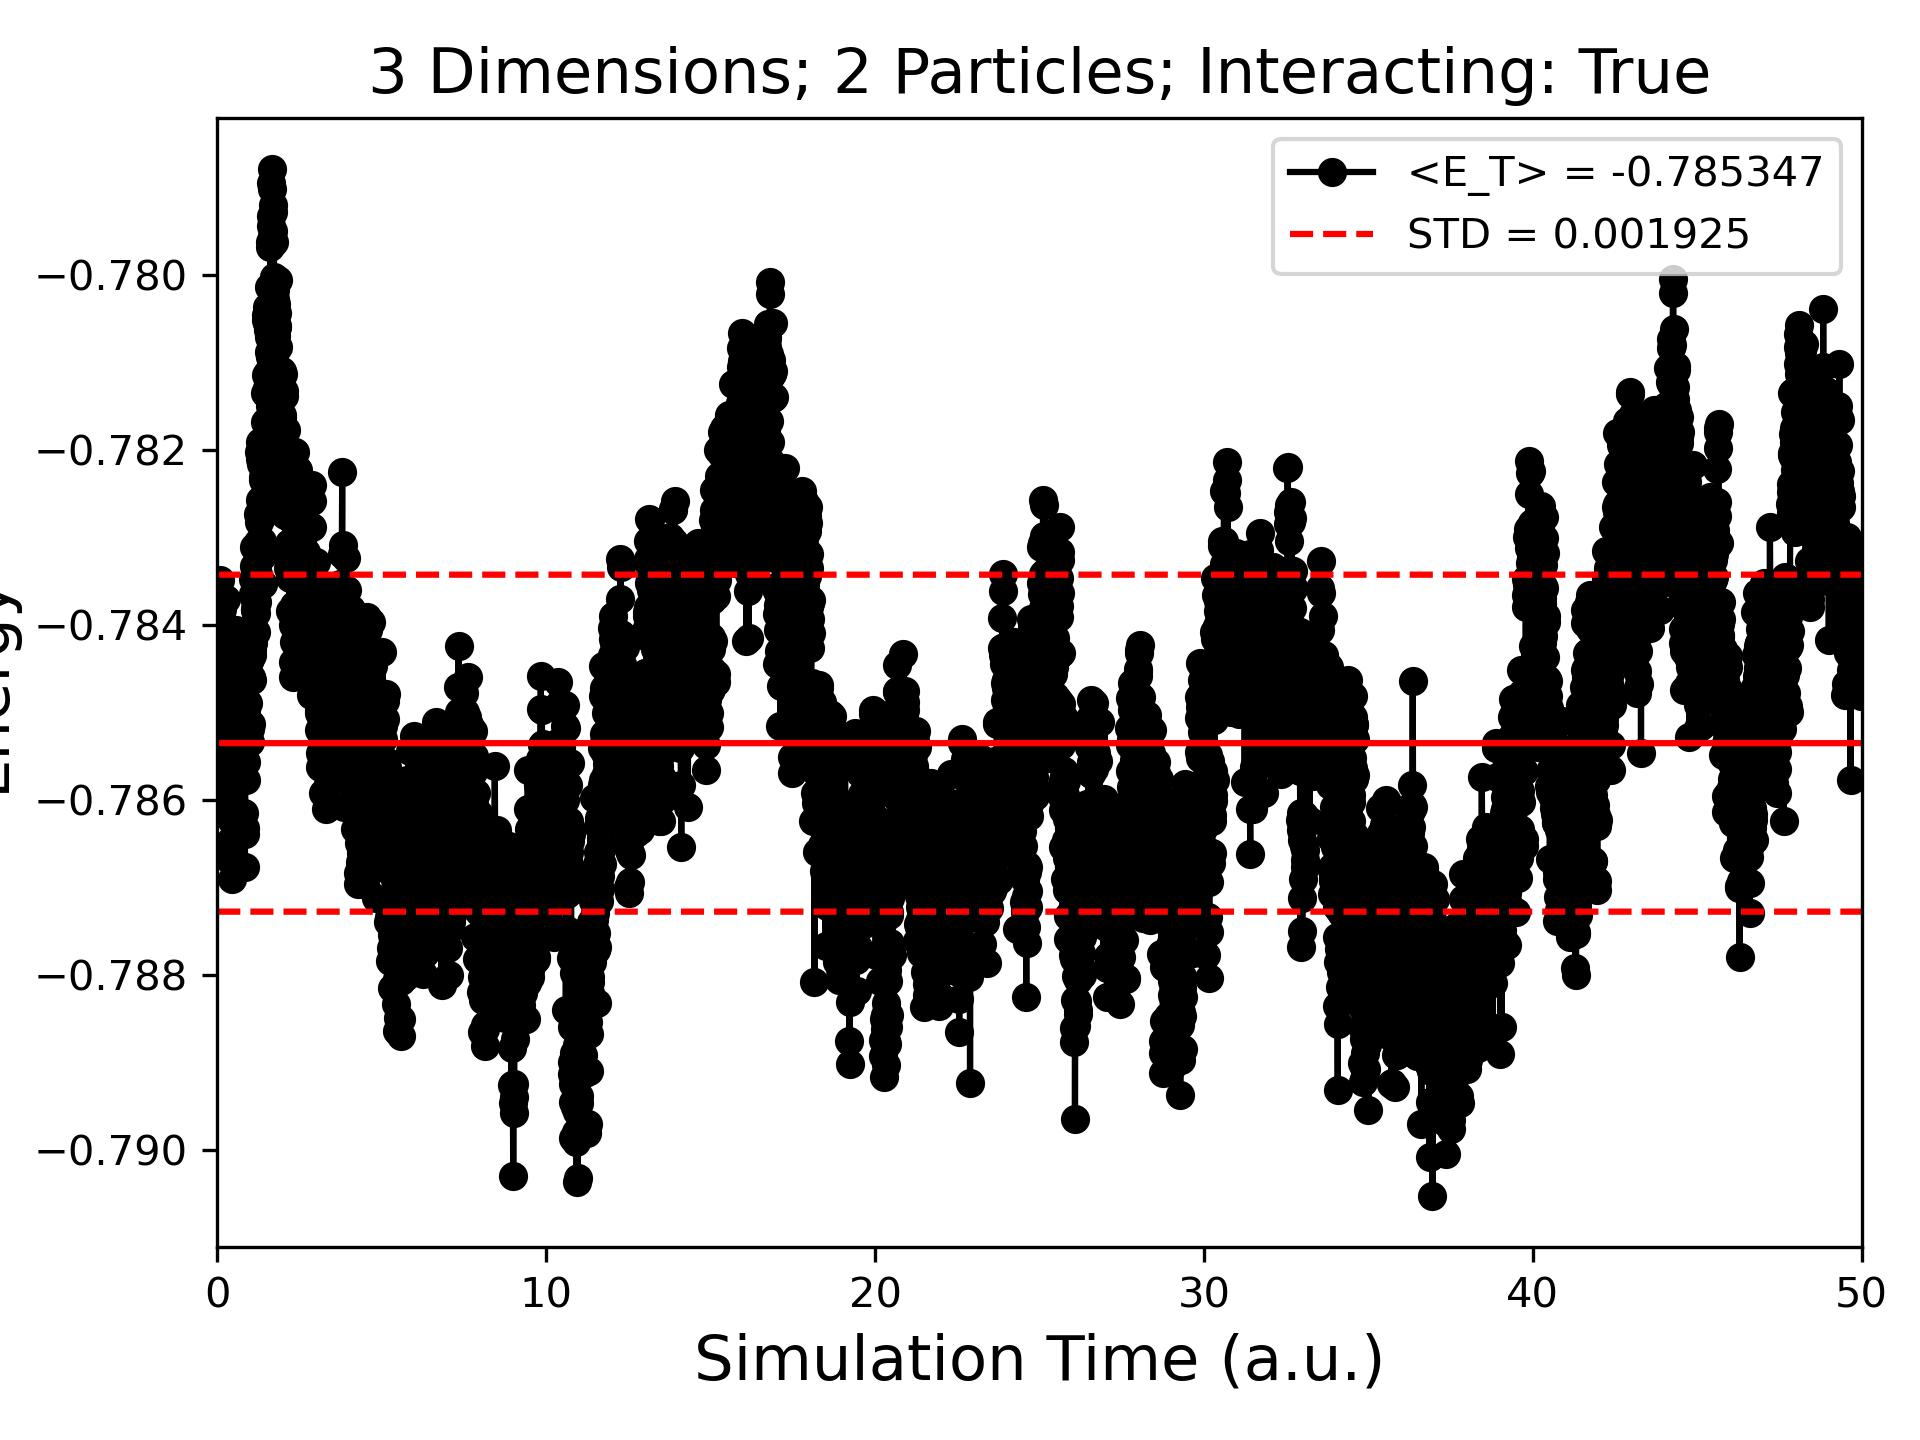 3 Dimensions; 2 Particles; Interacting: True
<E_T> = -0.785347
STD = 0.001925
Energy
−0.780
−0.782
−0.784
−0.786
−0.788
−0.790
0 10 20 30 40 50
Simulation Time (a.u.)